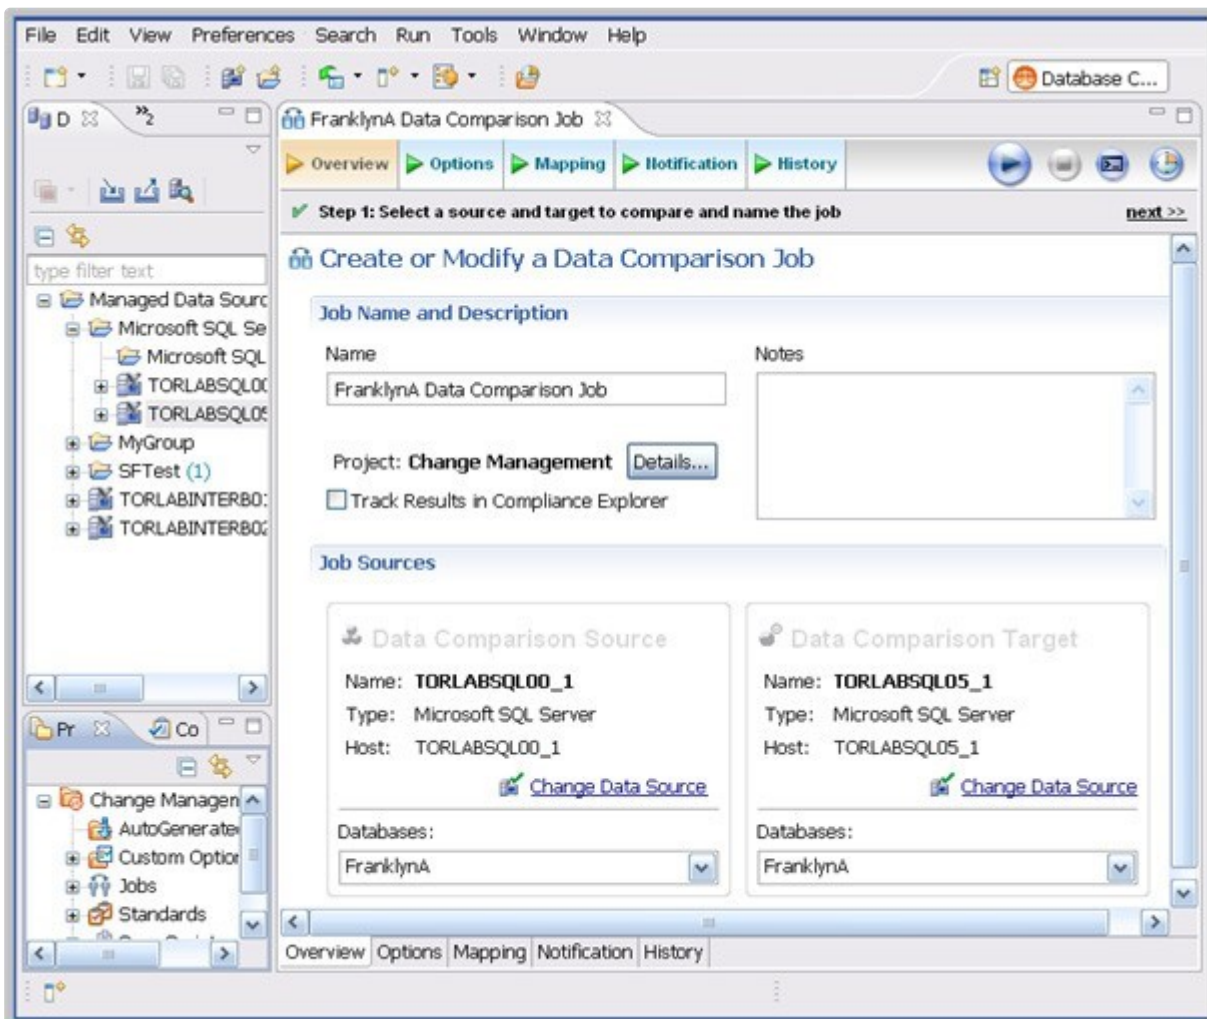 File Edit View Preferences Search Run Tools Window Help
Database C...
D 2
FranklynA Data Comparison Job
Overview Options Mapping Notification History
Step 1: Select a source and target to compare and name the job next >>
type filter text
Managed Data Sourc
Microsoft SQL Se
Microsoft SQL
TORLABSQL00
TORLABSQL05
MyGroup
SFTest (1)
TORLABINTERB01
TORLABINTERB02
Create or Modify a Data Comparison Job
Job Name and Description
Name Notes
FranklynA Data Comparison Job
Project: Change Management Details...
Track Results in Compliance Explorer
Job Sources
Data Comparison Source
Name: TORLABSQL00_1
Type: Microsoft SQL Server
Host: TORLABSQL00_1
Change Data Source
Databases:
FranklynA
Data Comparison Target
Name: TORLABSQL05_1
Type: Microsoft SQL Server
Host: TORLABSQL05_1
Change Data Source
Databases:
FranklynA
Pr Co
Change Managen
AutoGenerate
Custom Option
Jobs
Standards
Overview Options Mapping Notification History